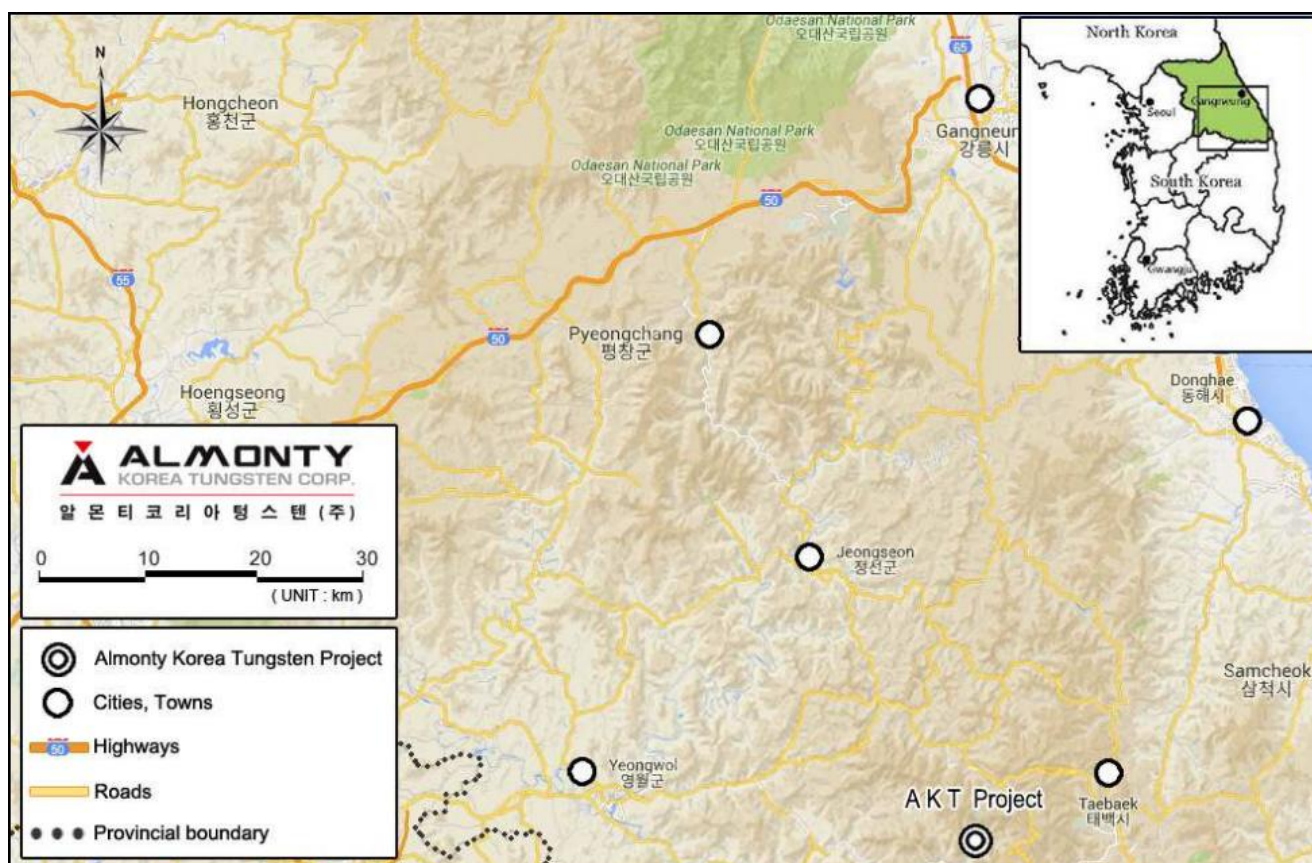 N
Hongcheon
홍천군
Odaesan National Park
오대산국립공원
Odaesan National Park
오대산국립공원
Odaesan National Park
오대산국립공원
65
Gangneun
강릉시
50
55
50
Pyeongchang
평창군
Hoengseong
횡성군
Donghae
동해시
Jeongseon
정선군
Samcheok
삼척시
Yeongwol
영월군
A K T Project
Taebaek
태백시
North Korea
Seoul
Gangneung
South Korea
Gwangju
ALMONTY
KOREA TUNGSTEN CORP.
알 몬 티 코 리 아 텅 스 텐 (주)
0 10 20 30
( UNIT : km )
Almonty Korea Tungsten Project
Cities, Towns
50 Highways
Roads
Provincial boundary